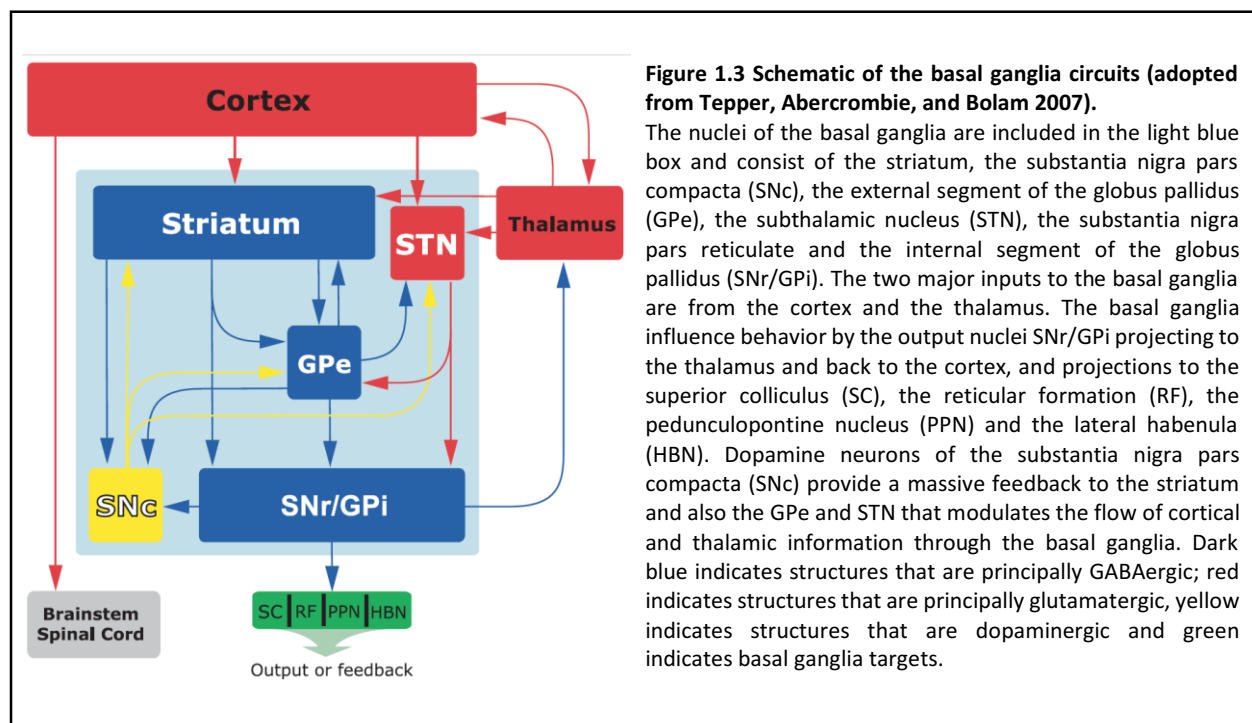 Cortex
Striatum
STN
Thalamus
GPe
SNc
SNr/GPi
Brainstem
Spinal Cord
SC RF PPN HBN
Output or feedback
Figure 1.3 Schematic of the basal ganglia circuits (adopted
from Tepper, Abercrombie, and Bolam 2007).
The nuclei of the basal ganglia are included in the light blue
box and consist of the striatum, the substantia nigra pars
compacta (SNc), the external segment of the globus pallidus
(GPe), the subthalamic nucleus (STN), the substantia nigra
pars reticulate and the internal segment of the globus
pallidus (SNr/GPi). The two major inputs to the basal ganglia
are from the cortex and the thalamus. The basal ganglia
influence behavior by the output nuclei SNr/GPi projecting to
the thalamus and back to the cortex, and projections to the
superior colliculus (SC), the reticular formation (RF), the
pedunculopontine nucleus (PPN) and the lateral habenula
(HBN). Dopamine neurons of the substantia nigra pars
compacta (SNc) provide a massive feedback to the striatum
and also the GPe and STN that modulates the flow of cortical
and thalamic information through the basal ganglia. Dark
blue indicates structures that are principally GABAergic; red
indicates structures that are principally glutamatergic, yellow
indicates structures that are dopaminergic and green
indicates basal ganglia targets.